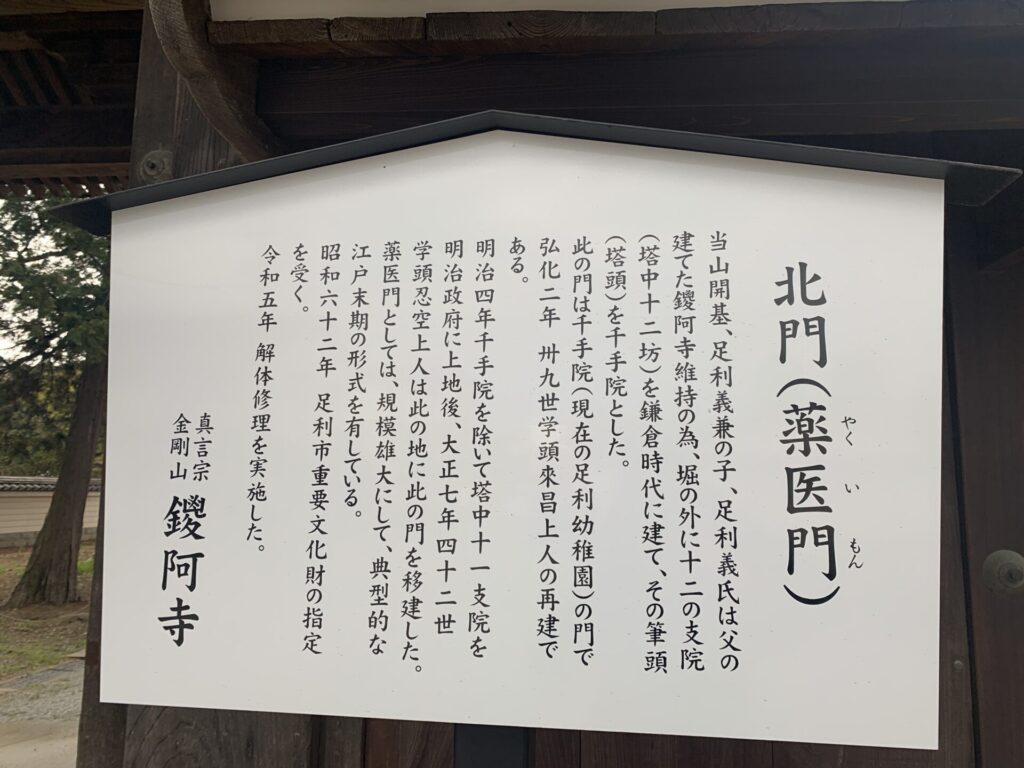 北門（薬医門）
やくいもん
当山開基、足利義兼の子、足利義氏は父の
建てた鑁阿寺維持の為、堀の外に十二の支院
（塔中十二坊）を鎌倉時代に建て、その筆頭
（塔頭）を千手院とした。
此の門は千手院（現在の足利幼稚園）の門で
弘化二年 卅九世学頭來昌上人の再建で
ある。
明治四年千手院を除いて塔中十一支院を
明治政府に上地後、大正七年四十二世
学頭忍空上人は此の地に此の門を移建した。
薬医門としては、規模雄大にして、典型的な
江戸末期の形式を有している。
昭和六十二年 足利市重要文化財の指定
を受く。
令和五年 解体修理を実施した。
真言宗
金剛山
鑁阿寺